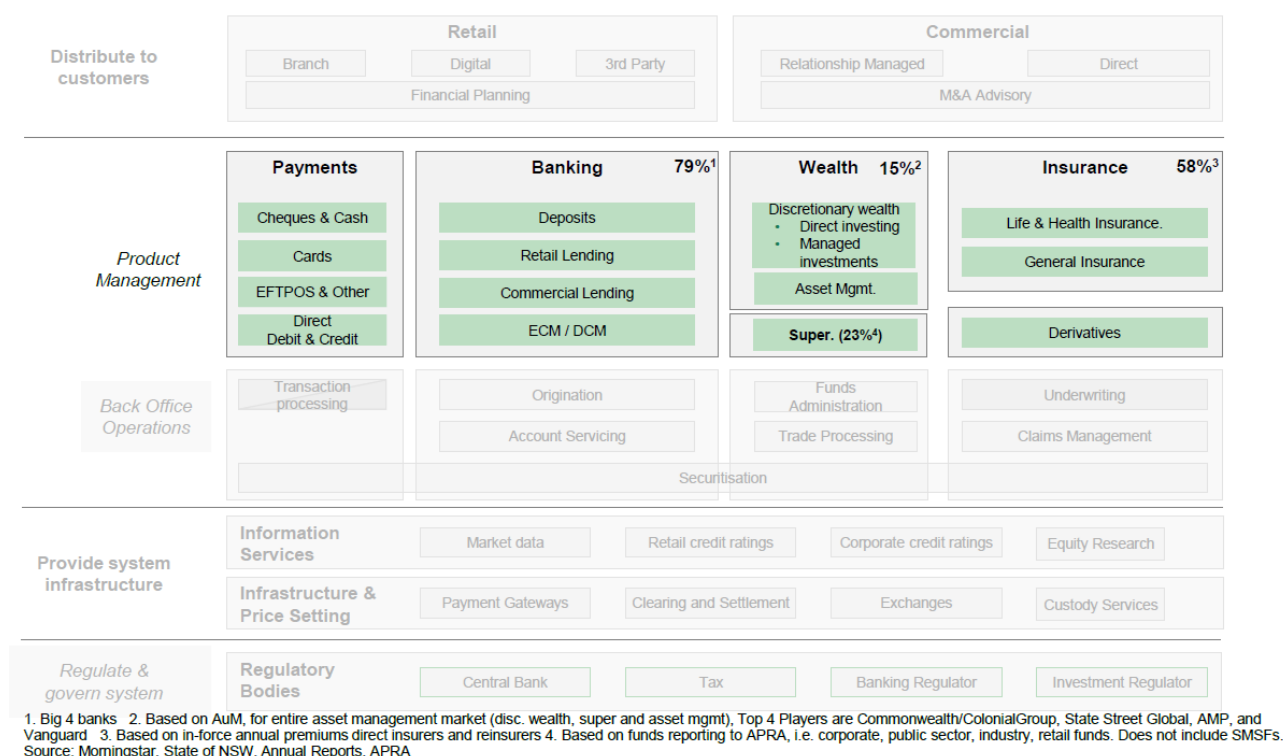 Retail
Commercial
Distribute to
customers
Branch
Digital
3rd Party
Relationship Managed
Direct
Financial Planning
M&A Advisory
Payments
Banking
79%1
Wealth
15%2
Insurance
58%3
Product
Management
Cheques & Cash
Cards
EFTPOS & Other
Direct
Debit & Credit
Deposits
Retail Lending
Commercial Lending
ECM / DCM
Discretionary wealth
• Direct investing
• Managed
investments
Asset Mgmt.
Super. (23%4)
Life & Health Insurance.
General Insurance
Derivatives
Back Office
Operations
Transaction
processing
Origination
Account Servicing
Funds
Administration
Trade Processing
Underwriting
Claims Management
Securitisation
Provide system
infrastructure
Information
Services
Market data
Retail credit ratings
Corporate credit ratings
Equity Research
Infrastructure &
Price Setting
Payment Gateways
Clearing and Settlement
Exchanges
Custody Services
Regulate &
govern system
Regulatory
Bodies
Central Bank
Tax
Banking Regulator
Investment Regulator
1. Big 4 banks 2. Based on AuM, for entire asset management market (disc. wealth, super and asset mgmt), Top 4 Players are Commonwealth/ColonialGroup, State Street Global, AMP, and
Vanguard 3. Based on in-force annual premiums direct insurers and reinsurers 4. Based on funds reporting to APRA, i.e. corporate, public sector, industry, retail funds. Does not include SMSFs.
Source: Morningstar, State of NSW, Annual Reports, APRA